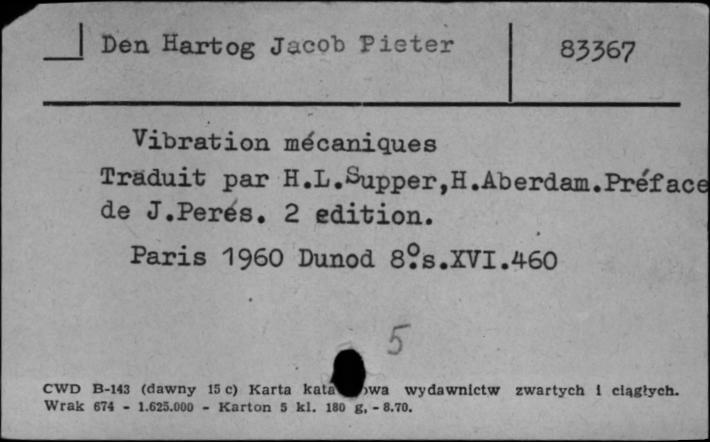 Den Hartog Jacob Pieter
83367
Vibration mécaniques
Traduit par H.L.Supper,H.Aberdam.Préface
de J.Perés. 2 edition.
Paris 1960 Dunod 8º.s.XVI.460
5
CWD B-143 (dawny 15 c) Karta wydawnictw zwartych i ciągłych.
Wrak 674 - 1.625.000 - Karton 5 kl. 180 g, - 8.70.